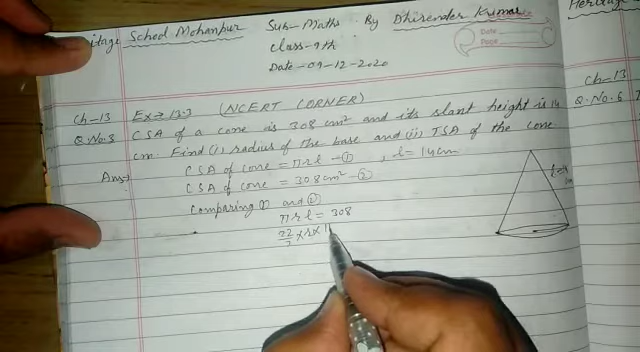 Heritage School Mohanpur Sub - Maths . By Dhirender Kumar
Class - 9th
Date - 09-12-2020
Date
Page
Ch-13 Ex → 13.3 (NCERT CORNER)
Q.No.3 CSA of a cone is 308 cm² and its slant height is 14
cm. Find (i) radius of the base and (ii) TSA of the cone
Ans→ CSA of cone = πrl - ① , l = 14cm
CSA of cone = 308cm² - ②
Comparing ① and ②
πrl = 308
22/7 × r × 1
Ch-13
Q.No.6